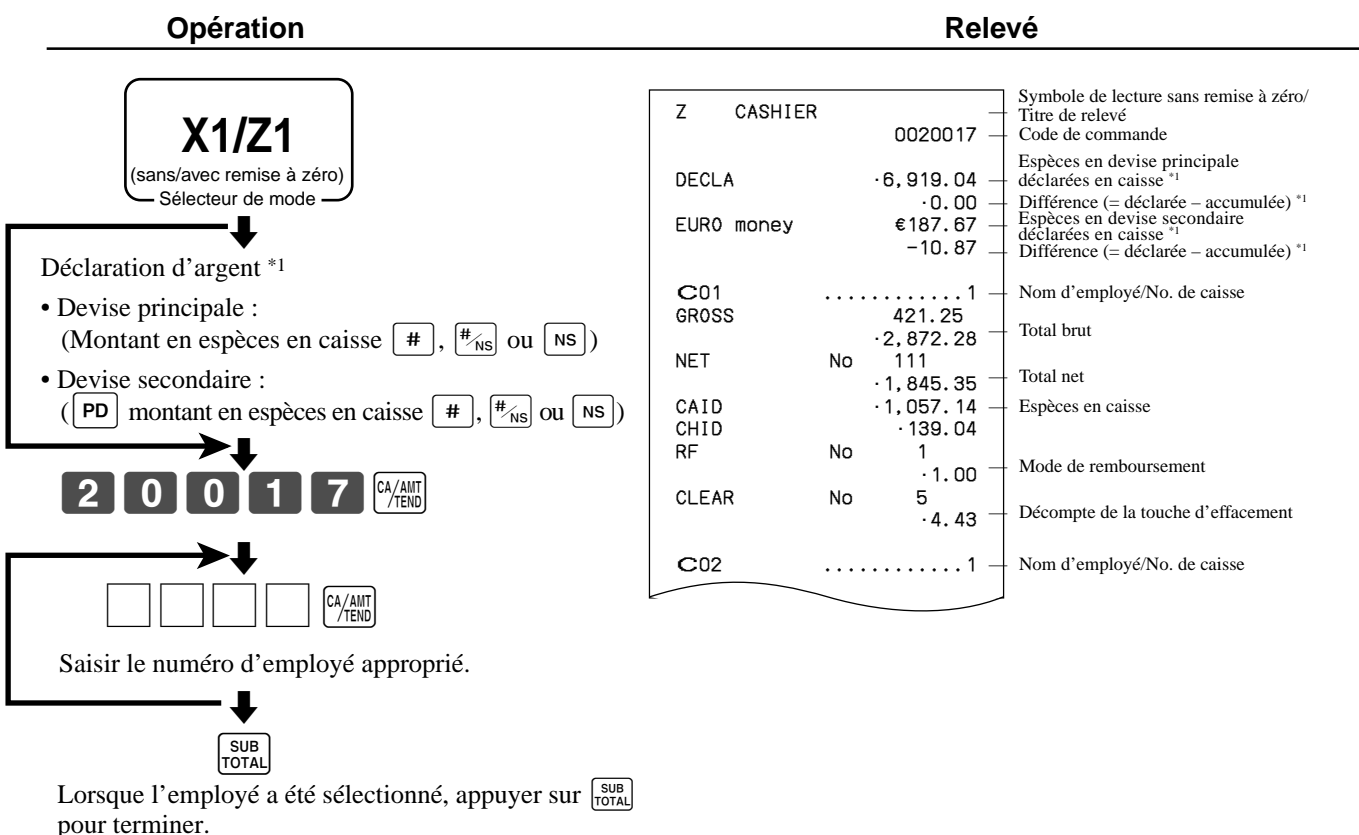 Opération
Relevé
X1/Z1
(sans/avec remise à zéro)
Sélecteur de mode
Déclaration d'argent *1
• Devise principale :
(Montant en espèces en caisse #, #/NS ou NS)
• Devise secondaire :
(PD montant en espèces en caisse #, #/NS ou NS)
2 0 0 1 7 CA/AMT/TEND
CA/AMT/TEND
Saisir le numéro d'employé approprié.
SUB TOTAL
Lorsque l'employé a été sélectionné, appuyer sur SUB TOTAL
pour terminer.
Z CASHIER
0020017
DECLA ·6,919.04
·0.00
EURO money €187.67
-10.87
C01 ............1
GROSS 421.25
·2,872.28
NET No 111
·1,845.35
CAID ·1,057.14
CHID ·139.04
RF No 1
·1.00
CLEAR No 5
·4.43
C02 ............1
Symbole de lecture sans remise à zéro/
Titre de relevé
Code de commande
Espèces en devise principale
déclarées en caisse *1
Différence (= déclarée – accumulée) *1
Espèces en devise secondaire
déclarées en caisse *1
Différence (= déclarée – accumulée) *1
Nom d'employé/No. de caisse
Total brut
Total net
Espèces en caisse
Mode de remboursement
Décompte de la touche d'effacement
Nom d'employé/No. de caisse